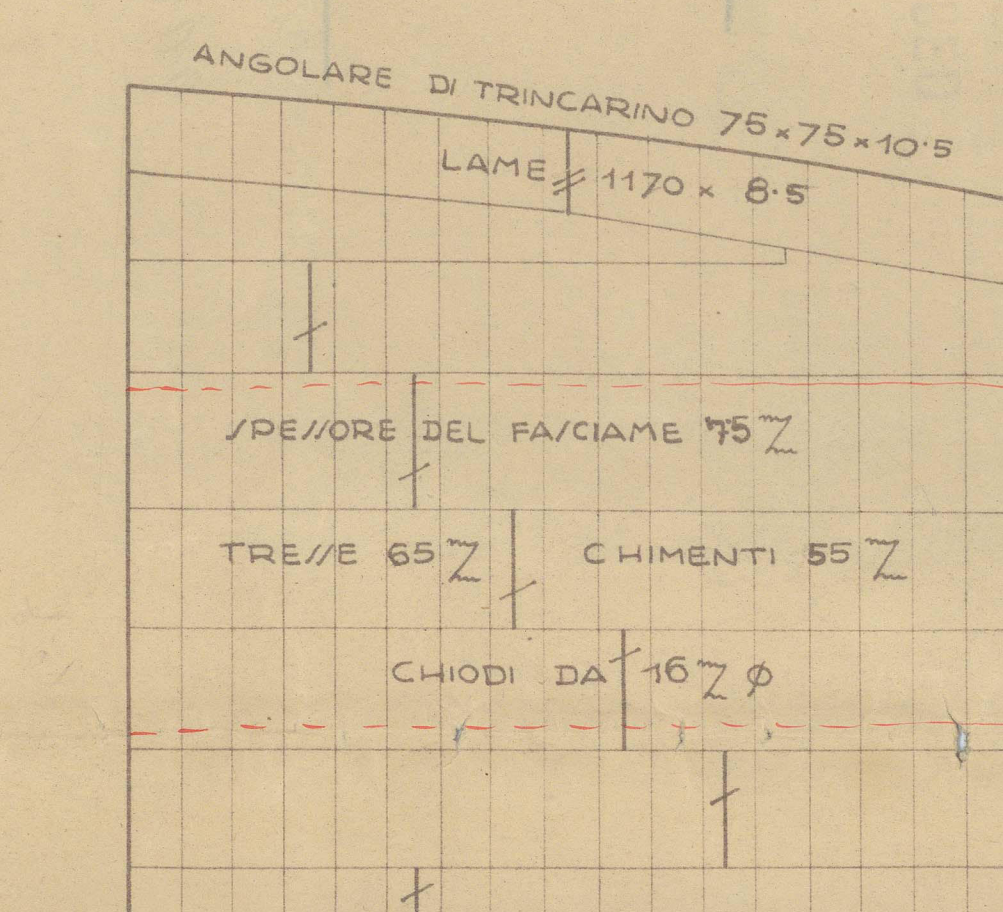 ANGOLARE DI TRINCARINO 75 x 75 x 10.5
LAME 1170 x 8.5
SPESSORE DEL FASCIAME 75 m/m
TRESSE 65 m/m CHIMENTI 55 m/m
CHIODI DA 16 m/m Ø